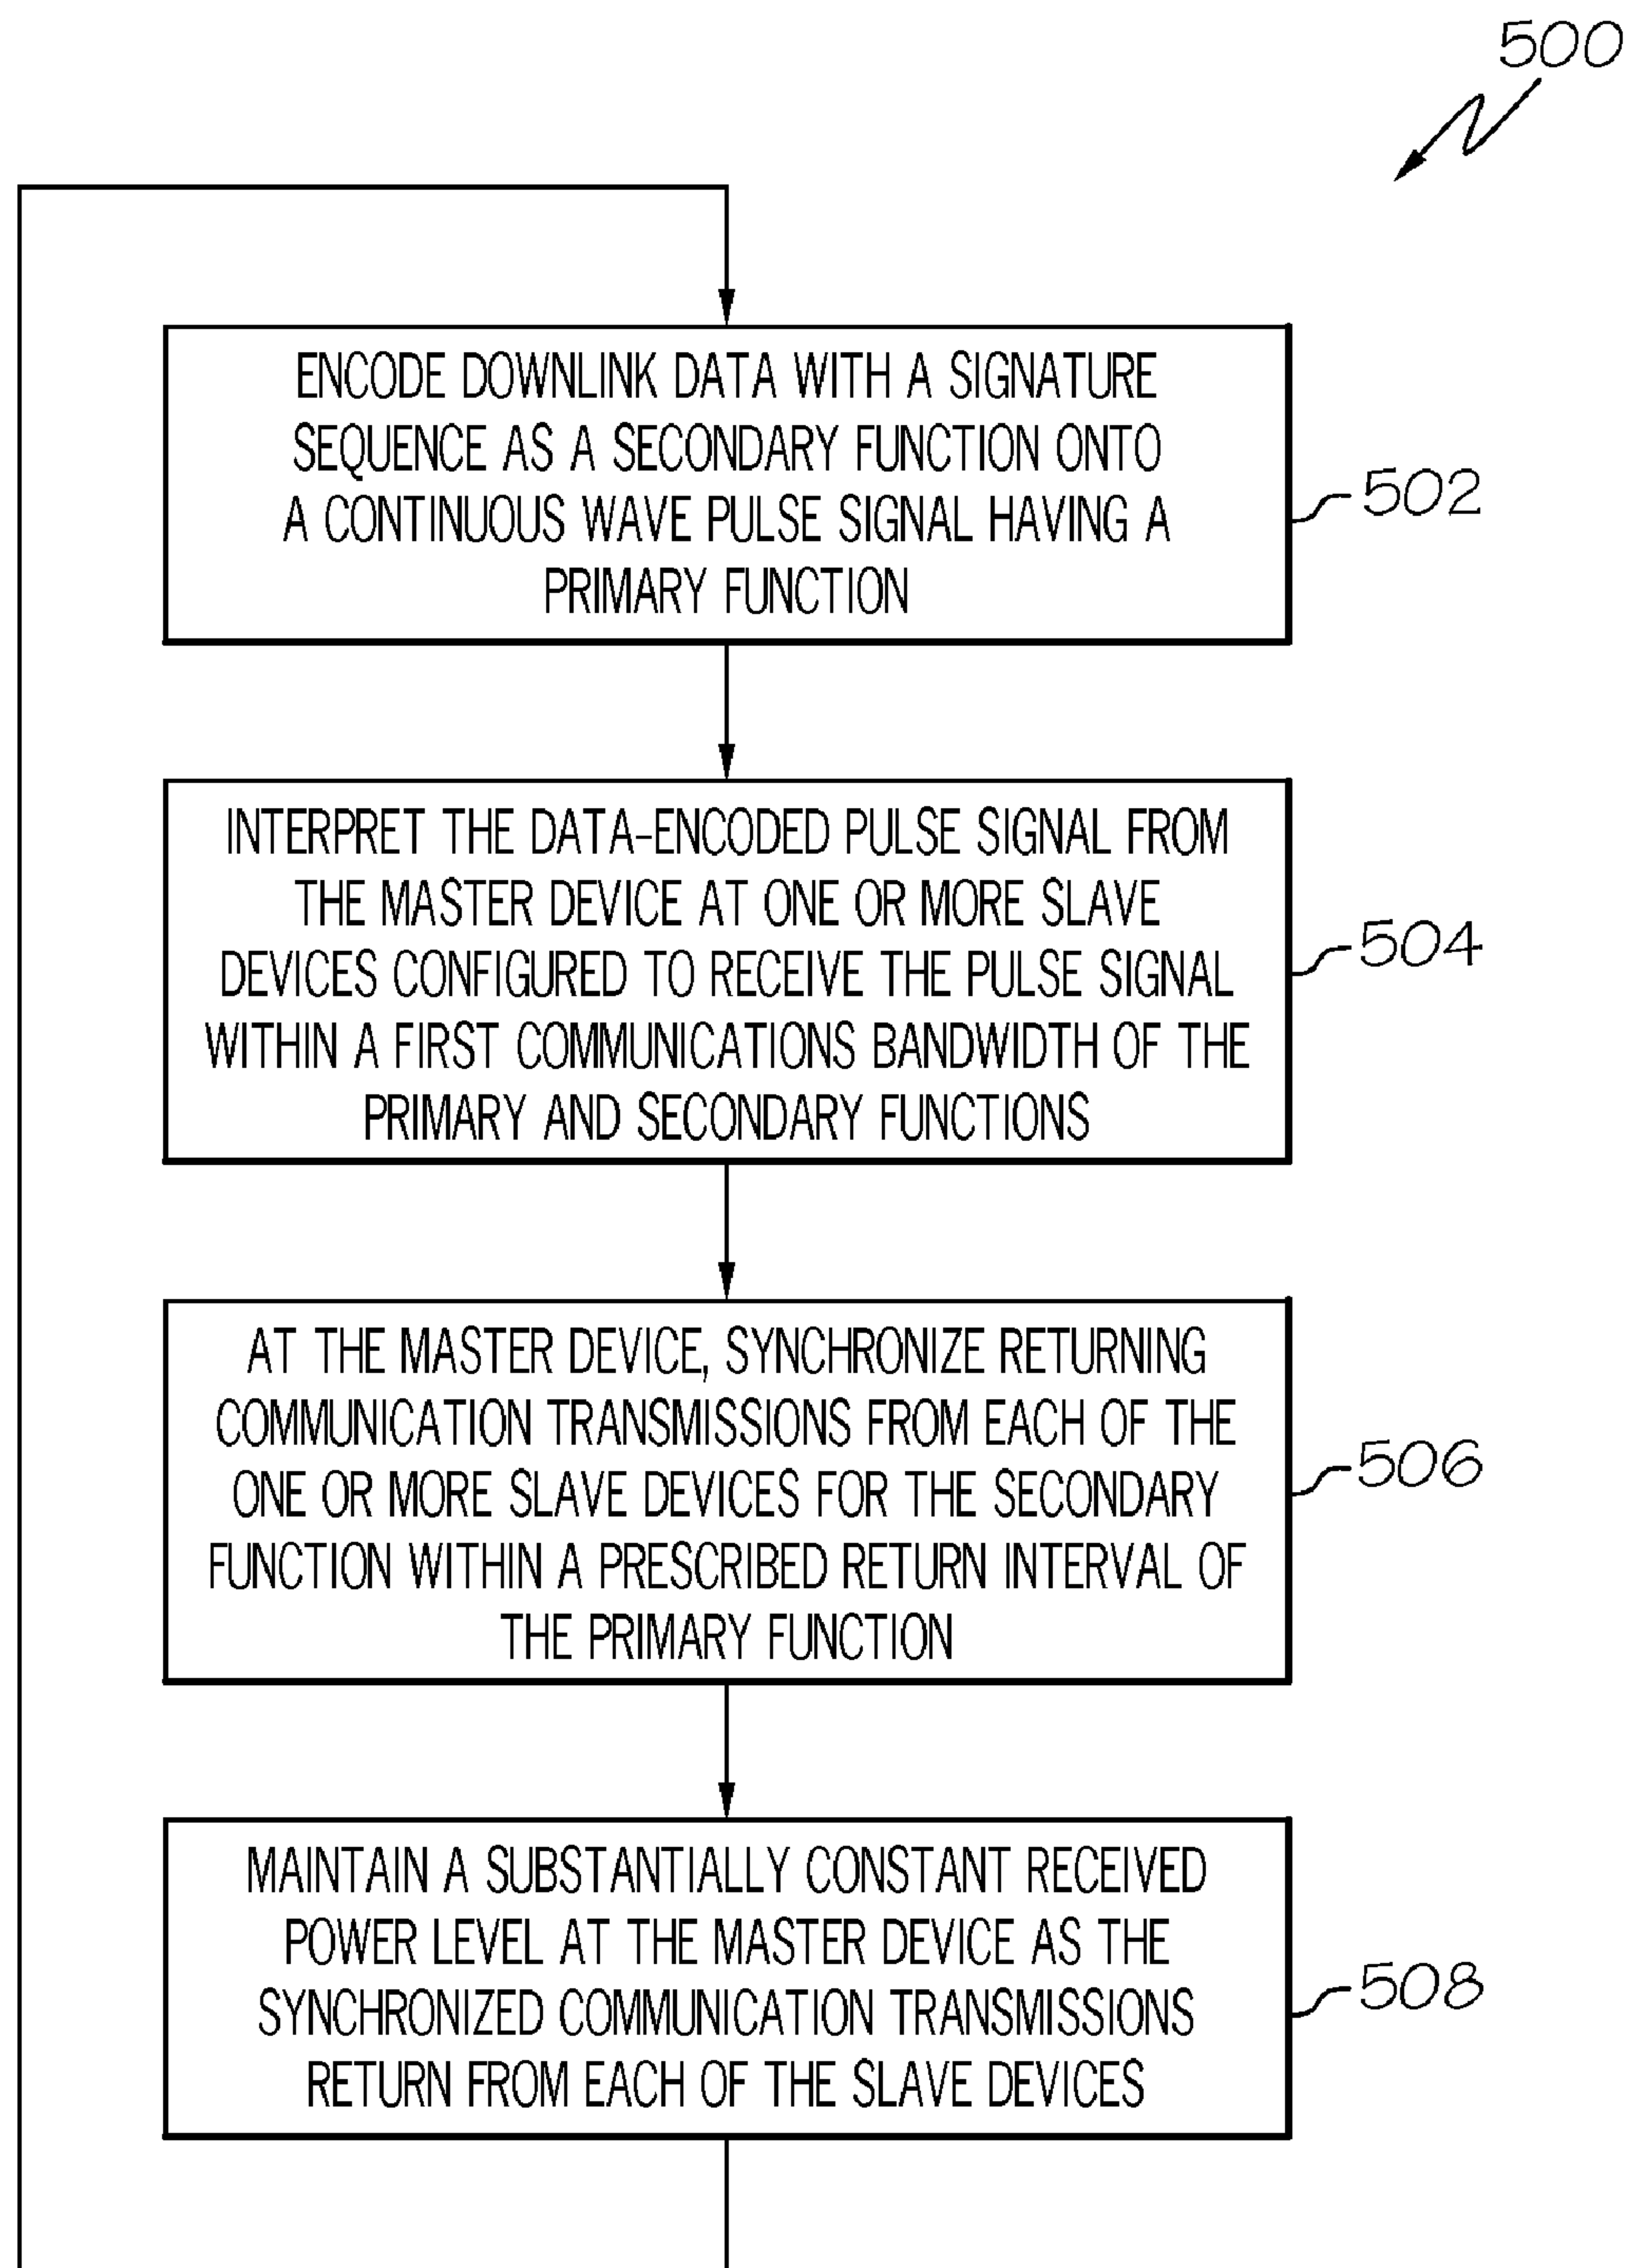 500
ENCODE DOWNLINK DATA WITH A SIGNATURE
SEQUENCE AS A SECONDARY FUNCTION ONTO
A CONTINUOUS WAVE PULSE SIGNAL HAVING A
PRIMARY FUNCTION
502
INTERPRET THE DATA-ENCODED PULSE SIGNAL FROM
THE MASTER DEVICE AT ONE OR MORE SLAVE
DEVICES CONFIGURED TO RECEIVE THE PULSE SIGNAL
WITHIN A FIRST COMMUNICATIONS BANDWIDTH OF THE
PRIMARY AND SECONDARY FUNCTIONS
504
AT THE MASTER DEVICE, SYNCHRONIZE RETURNING
COMMUNICATION TRANSMISSIONS FROM EACH OF THE
ONE OR MORE SLAVE DEVICES FOR THE SECONDARY
FUNCTION WITHIN A PRESCRIBED RETURN INTERVAL OF
THE PRIMARY FUNCTION
506
MAINTAIN A SUBSTANTIALLY CONSTANT RECEIVED
POWER LEVEL AT THE MASTER DEVICE AS THE
SYNCHRONIZED COMMUNICATION TRANSMISSIONS
RETURN FROM EACH OF THE SLAVE DEVICES
508